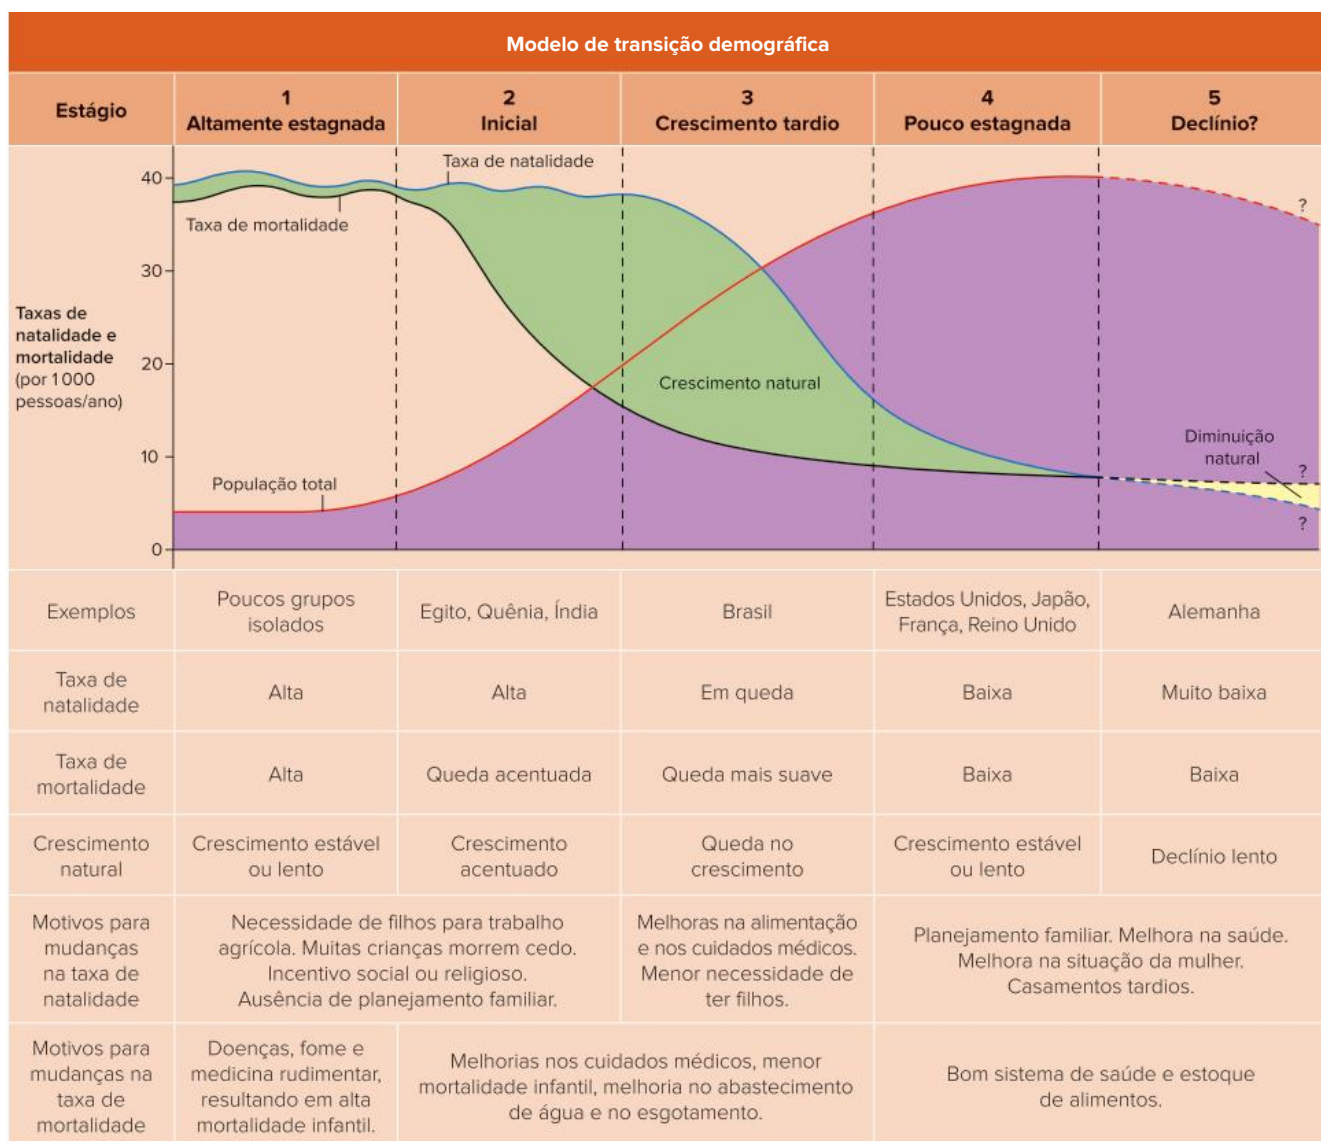 Modelo de transição demográfica
Estágio
1
Altamente estagnada
2
Inicial
3
Crescimento tardio
4
Pouco estagnada
5
Declínio?
Taxas de
natalidade e
mortalidade
(por 1 000
pessoas/ano)
40
30
20
10
0
Taxa de natalidade
Taxa de mortalidade
População total
Crescimento natural
Diminuição
natural
?
?
?
Exemplos
Poucos grupos
isolados
Egito, Quênia, Índia
Brasil
Estados Unidos, Japão,
França, Reino Unido
Alemanha
Taxa de
natalidade
Alta
Alta
Em queda
Baixa
Muito baixa
Taxa de
mortalidade
Alta
Queda acentuada
Queda mais suave
Baixa
Baixa
Crescimento
natural
Crescimento estável
ou lento
Crescimento
acentuado
Queda no
crescimento
Crescimento estável
ou lento
Declínio lento
Motivos para
mudanças
na taxa de
natalidade
Necessidade de filhos para trabalho
agrícola. Muitas crianças morrem cedo.
Incentivo social ou religioso.
Ausência de planejamento familiar.
Melhoras na alimentação
e nos cuidados médicos.
Menor necessidade de
ter filhos.
Planejamento familiar. Melhora na saúde.
Melhora na situação da mulher.
Casamentos tardios.
Motivos para
mudanças na
taxa de
mortalidade
Doenças, fome e
medicina rudimentar,
resultando em alta
mortalidade infantil.
Melhorias nos cuidados médicos, menor
mortalidade infantil, melhoria no abastecimento
de água e no esgotamento.
Bom sistema de saúde e estoque
de alimentos.